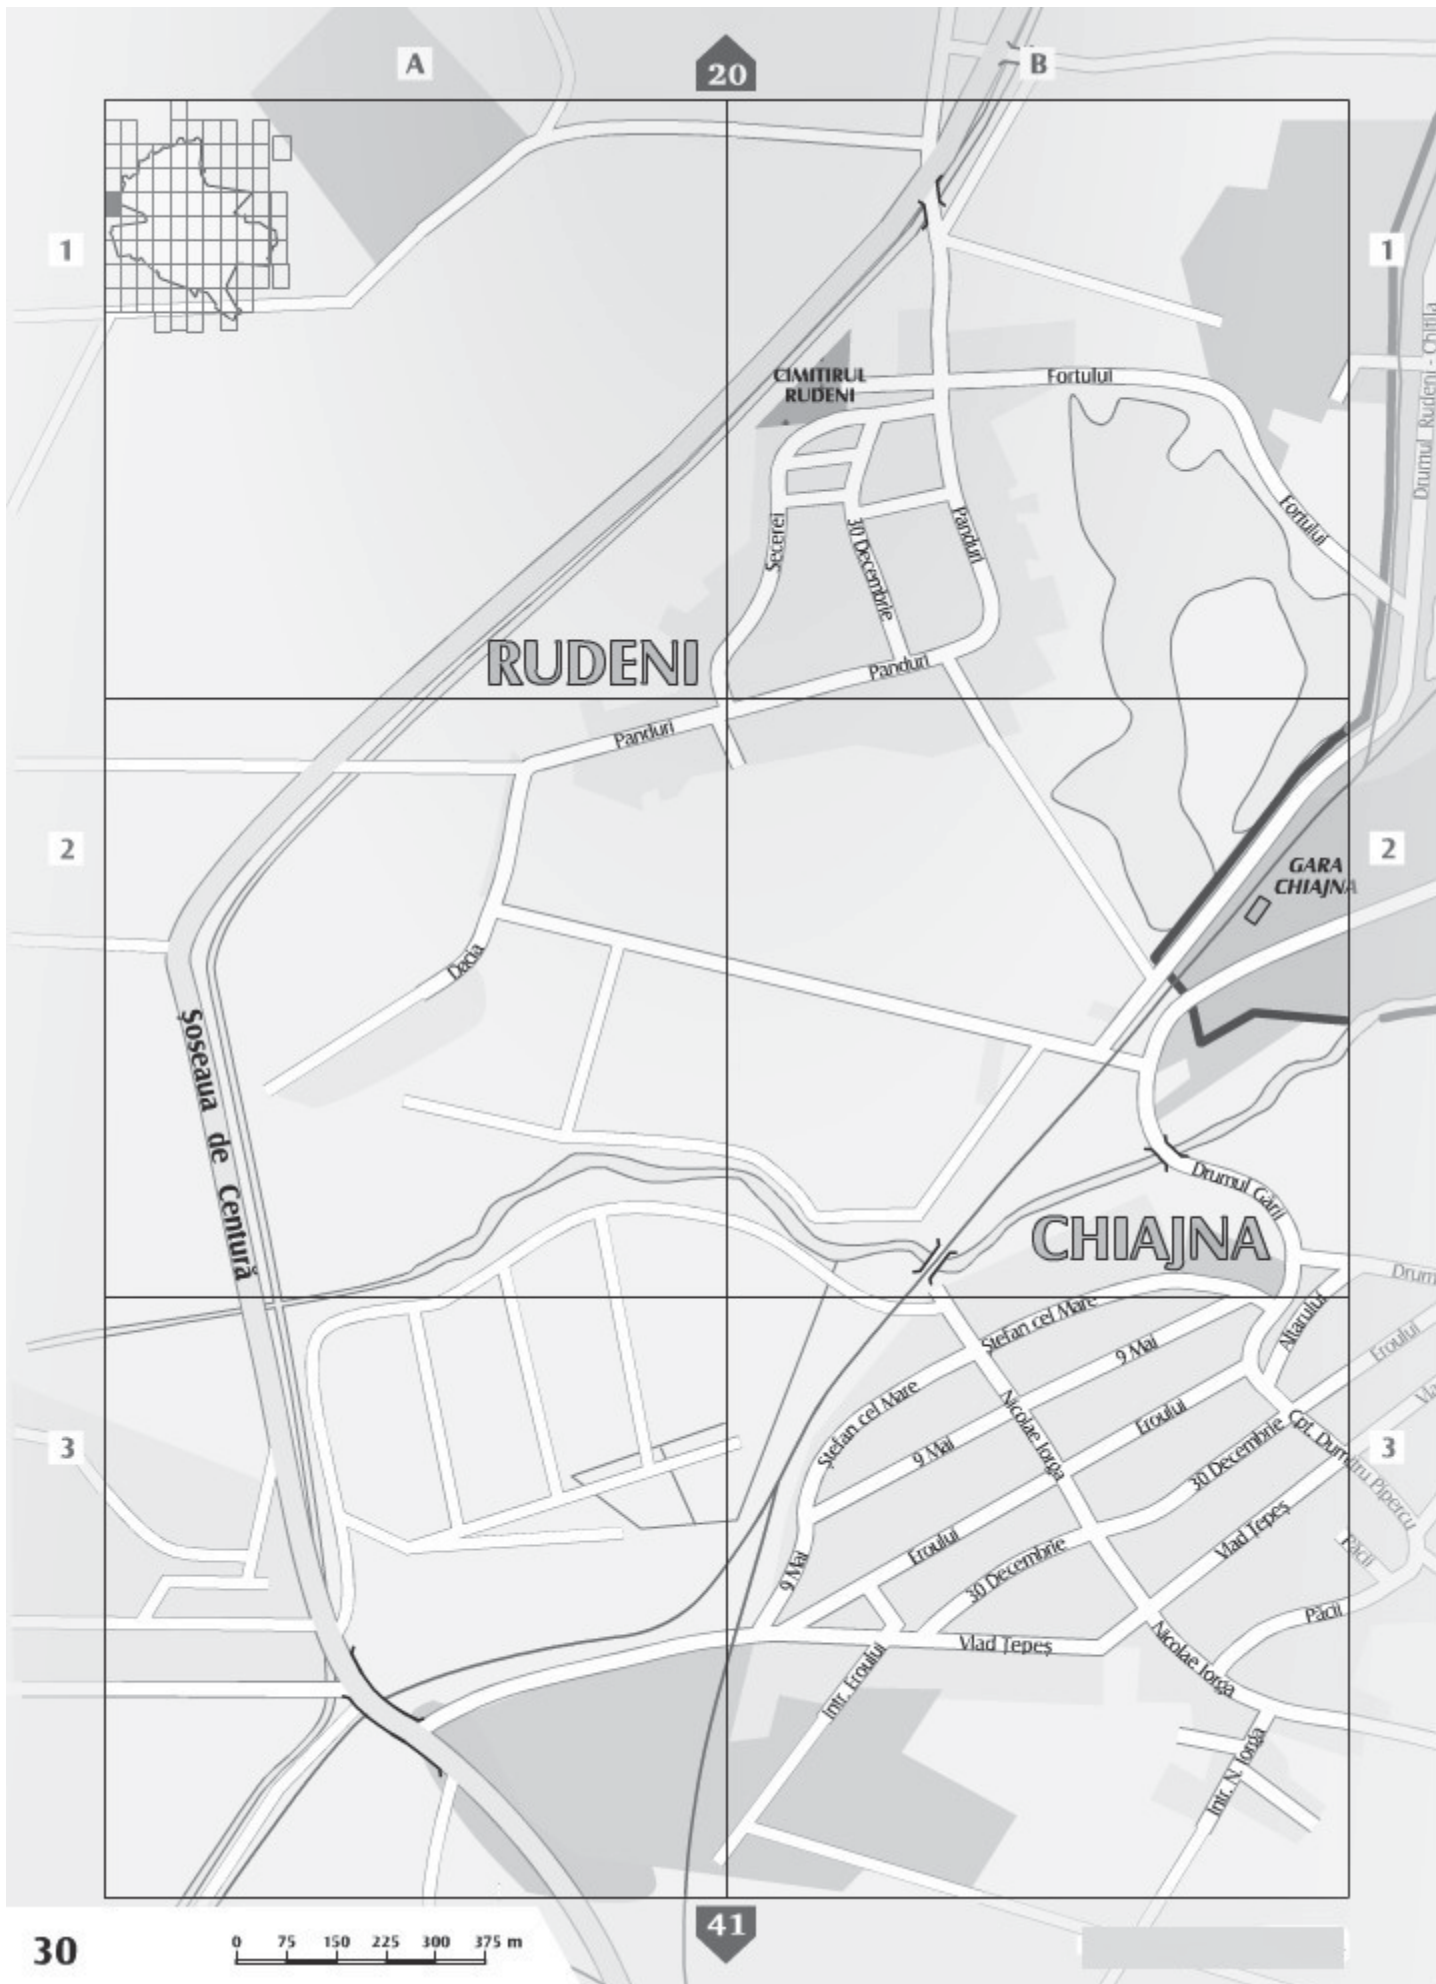 A
20
B
1
1
Drumul Rudeni - Chitila
CIMITIRUL
RUDENI
Fortului
Fortului
Secerei
30 Decembrie
Panduri
RUDENI
Panduri
Panduri
2
2
GARA
CHIAJNA
Dacia
Şoseaua de Centură
Drumul Gării
CHIAJNA
Drum
Ştefan cel Mare
Altarului
Eroului
9 Mai
Vla
Ştefan cel Mare
Nicolae Iorga
Eroului
Cpt. Dumitru Pipercu
3
3
9 Mai
30 Decembrie
Vlad Ţepeş
Păcii
Eroului
9 Mai
30 Decembrie
Păcii
Vlad Ţepeş
Nicolae Iorga
Intr. Eroului
Intr. N. Iorga
41
30
0 75 150 225 300 375 m